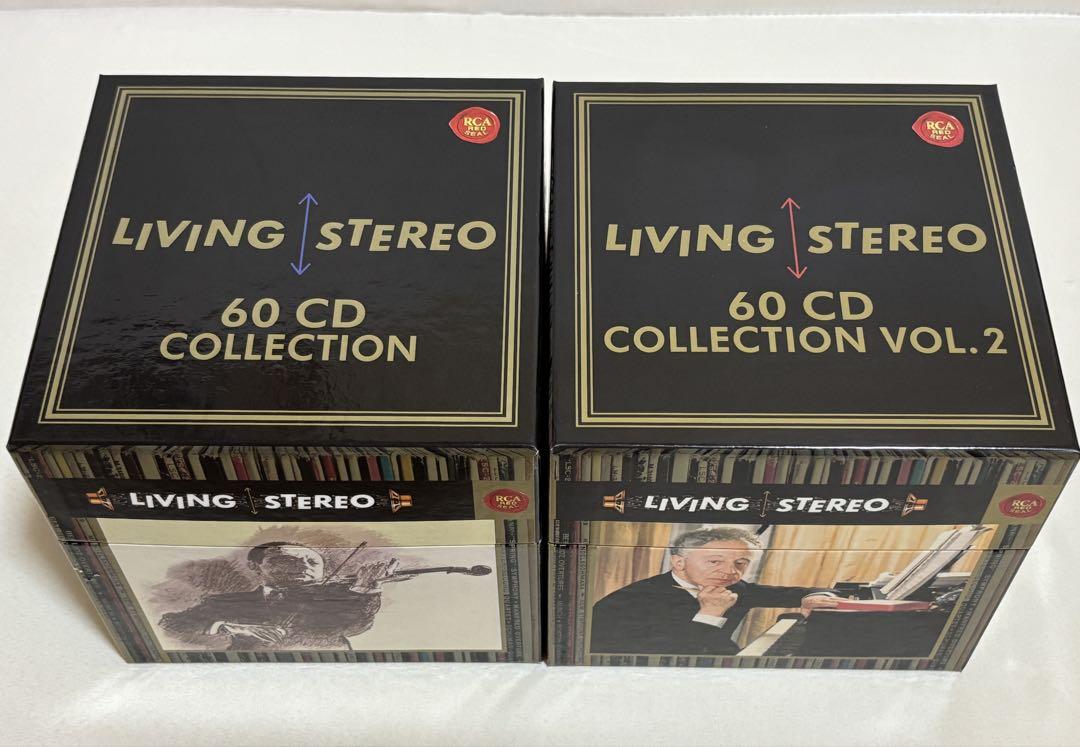 RCA
RED
SEAL
LIVING STEREO
60 CD
COLLECTION
RCA
RED
SEAL
LIVING STEREO
60 CD
COLLECTION VOL. 2
LIVING STEREO
RCA
RED
SEAL
LIVING STEREO
RCA
RED
SEAL